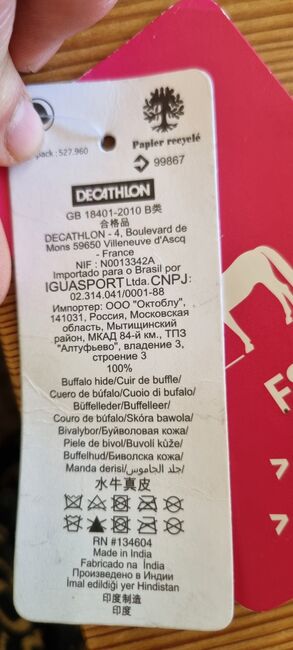 Papier recyclé
pack : 527.960
99867
DECATHLON
GB 18401-2010 B类
合格品
DECATHLON - 4, Boulevard de
Mons 59650 Villeneuve d'Ascq
- France
NIF : N0013342A
Importado para o Brasil por
IGUASPORT Ltda. CNPJ:
02.314.041/0001-88
Импортер: ООО "Октоблу",
141031, Россия, Московская
область, Мытищинский
район, МКАД 84-й км., ТПЗ
"Алтуфьево", владение 3,
строение 3
100%
Buffalo hide/Cuir de buffle/
Cuero de búfalo/Cuoio di bufalo/
Büffelleder/Buffelleer/
Couro de búfalo/Skóra bawola/
Bivalybor/Буйволовая кожа/
Piele de bivol/Buvolí kůže/
Buffelhud/Биволска кожа/
Manda derisi/جلد الجاموس/
水牛真皮
RN #134604
Made in India
Fabricado na Índia
Произведено в Индии
İmal edildiği yer Hindistan
印度制造
印度